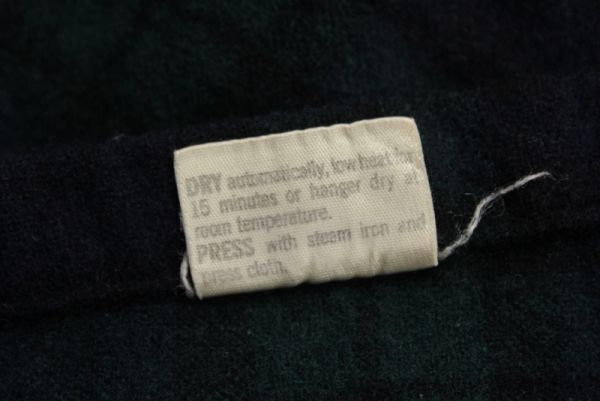 DRY automatically, low heat for
15 minutes or hanger dry at
room temperature.
PRESS with steam iron and
press cloth.